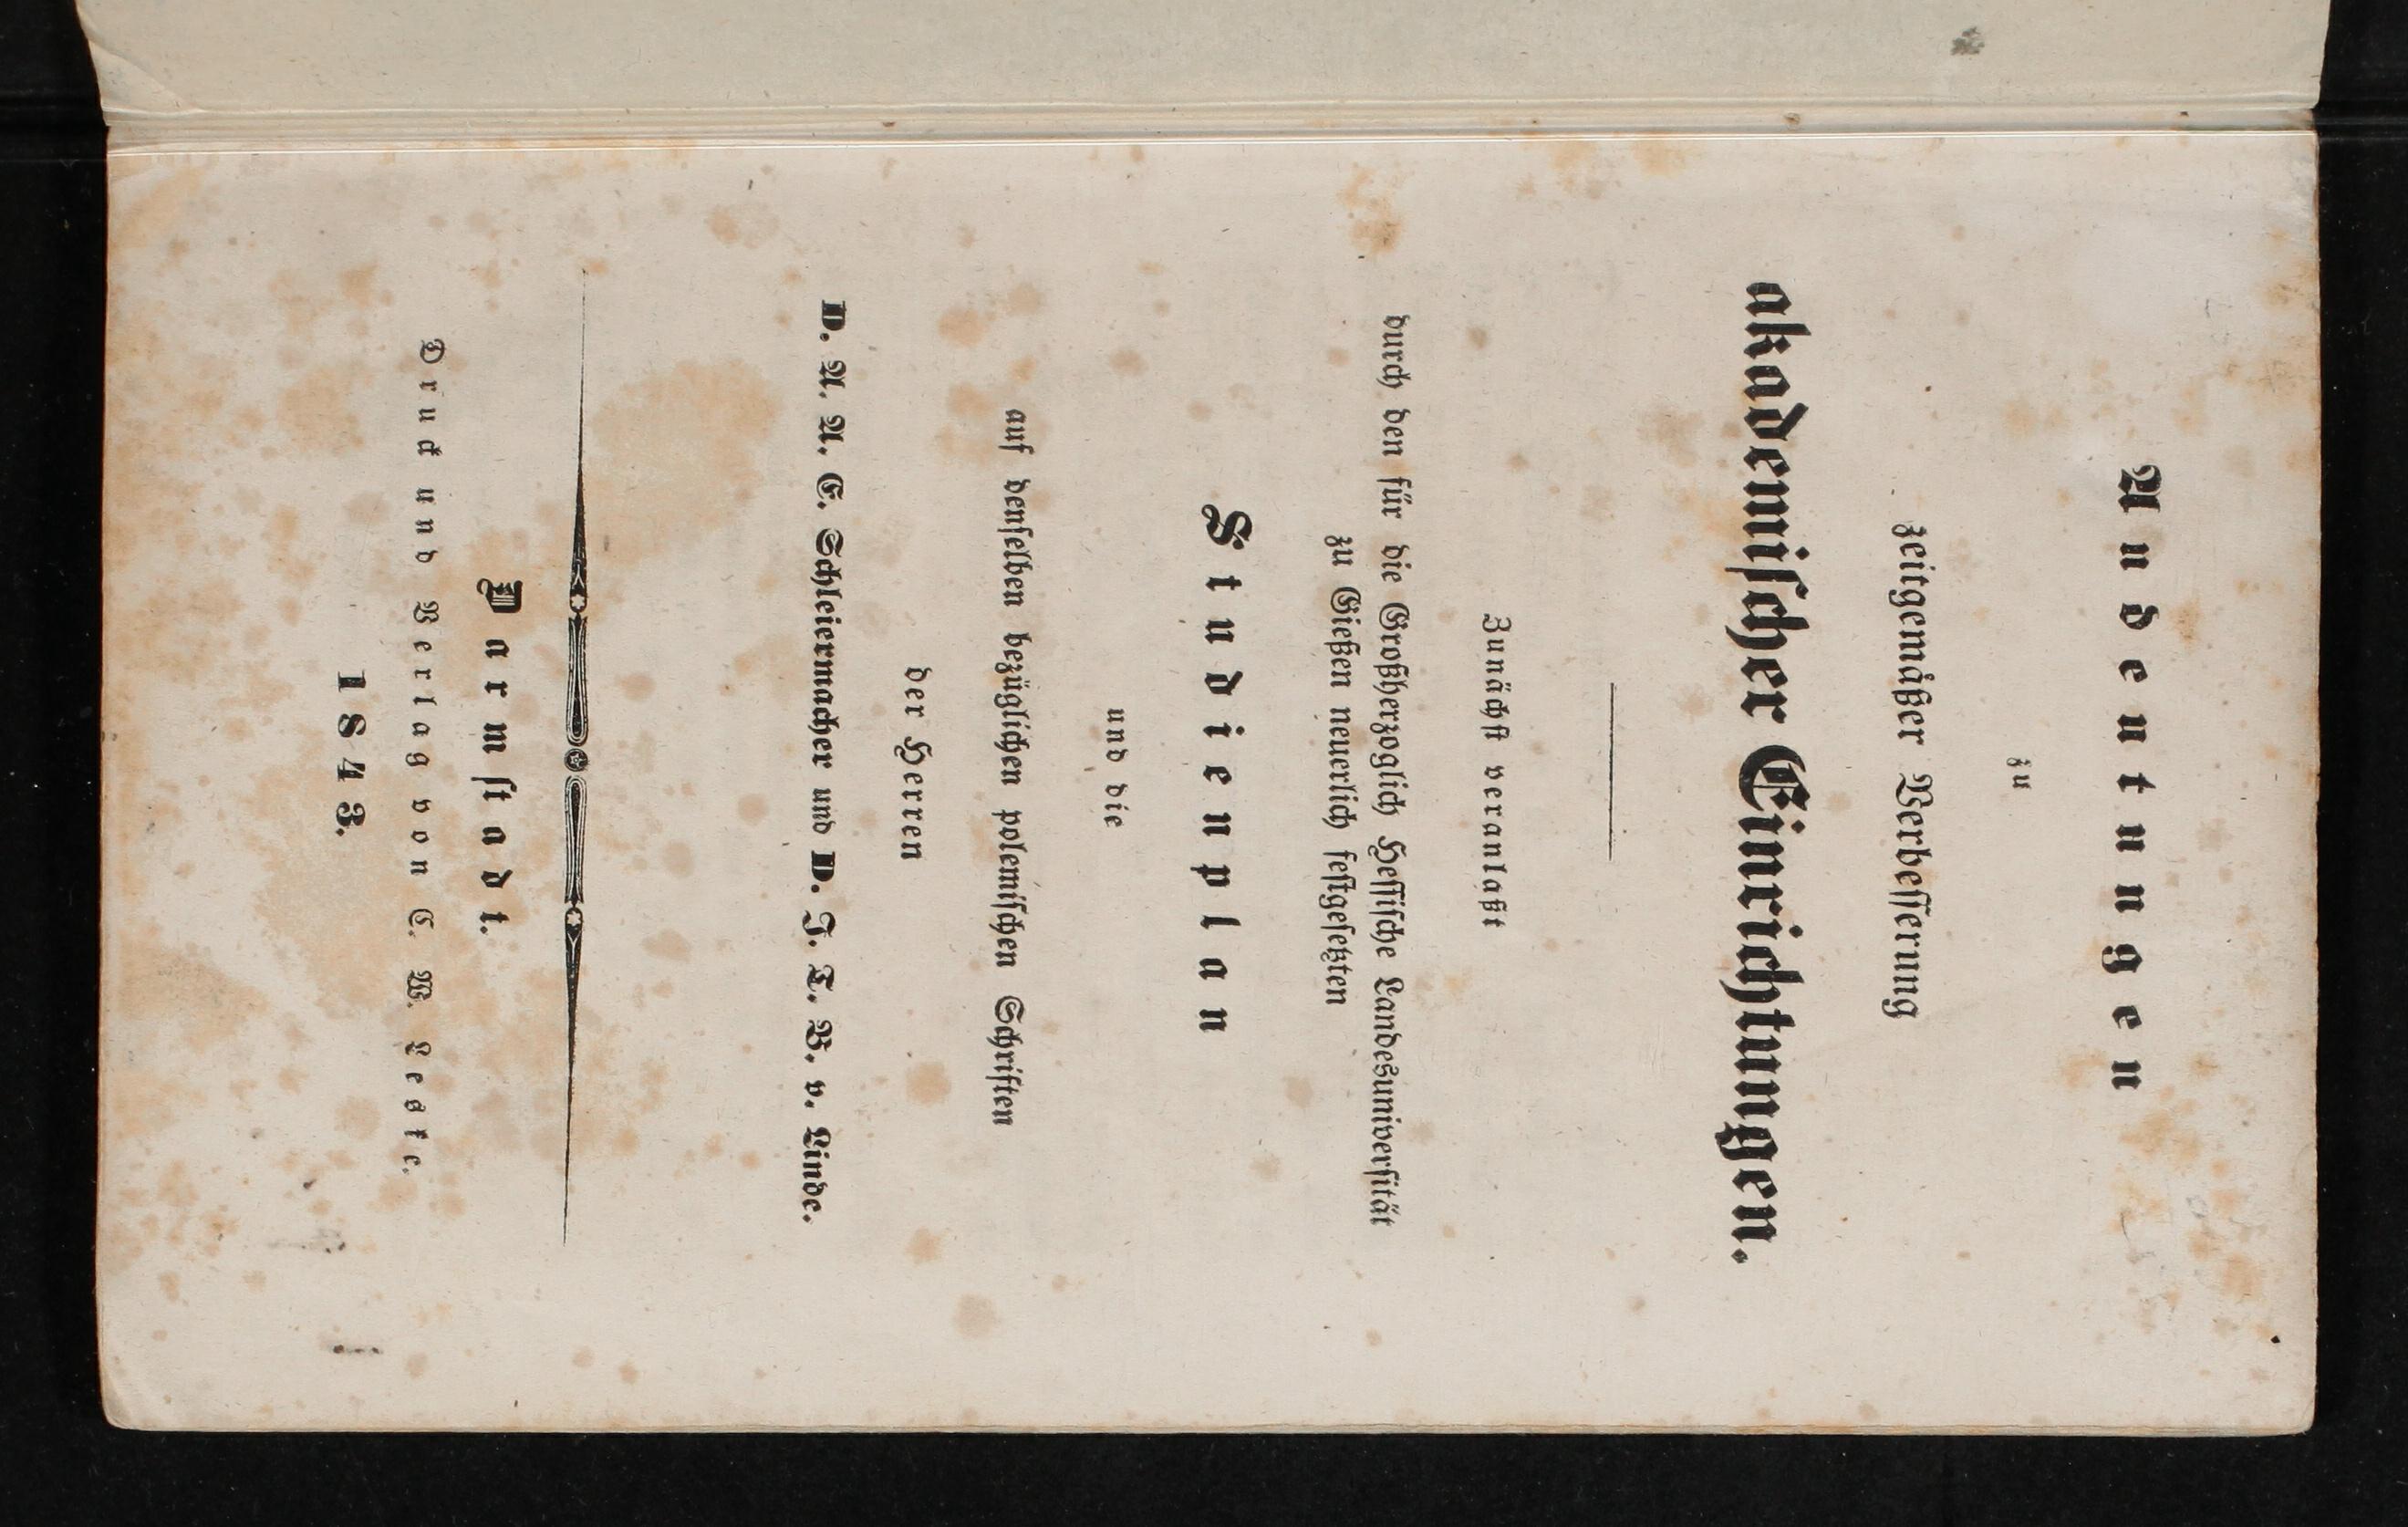 Andeutungen
zu
zeitgemäßer Verbesserung
akademischer Einrichtungen.
Zunächst veranlaßt
durch den für die Großherzoglich Hessische Landesuniversität
zu Gießen neuerlich festgesetzten
Studienplan
und die
auf denselben bezüglichen polemischen Schriften
der Herren
D. A. A. E. Schleiermacher und D. J. T. B. v. Linde.
Darmstadt.
Druck und Verlag von C. W. Leske.
1843.